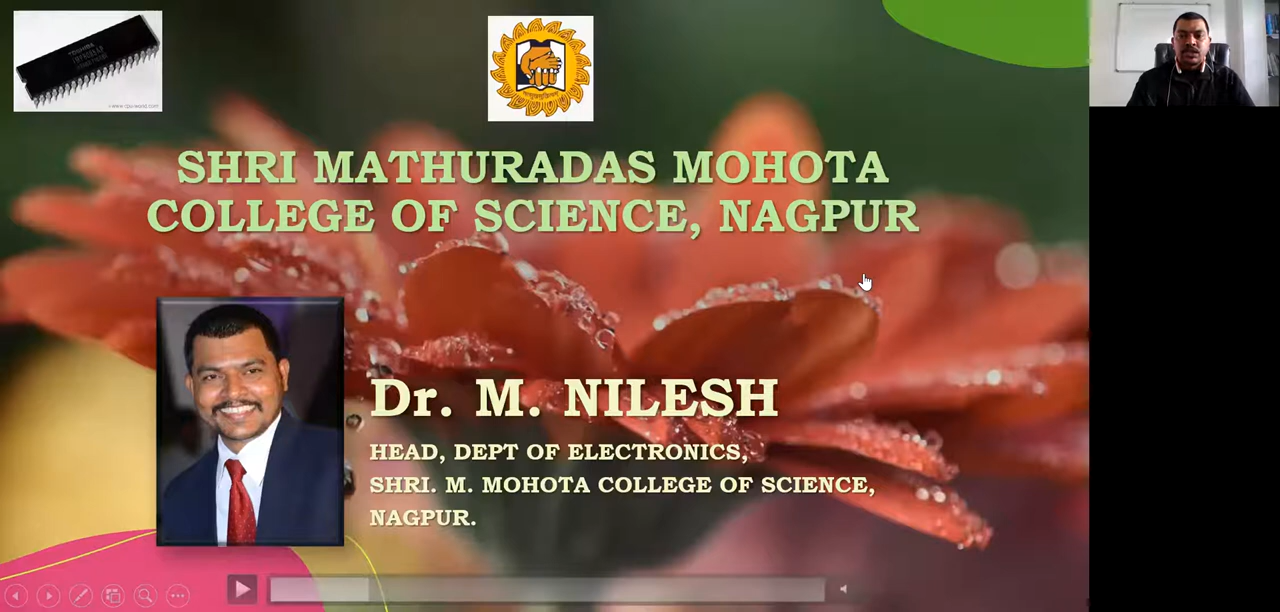 TOSHIBA
SHRI MATHURADAS MOHOTA
COLLEGE OF SCIENCE, NAGPUR
Dr. M. NILESH
HEAD, DEPT OF ELECTRONICS,
SHRI. M. MOHOTA COLLEGE OF SCIENCE,
NAGPUR.